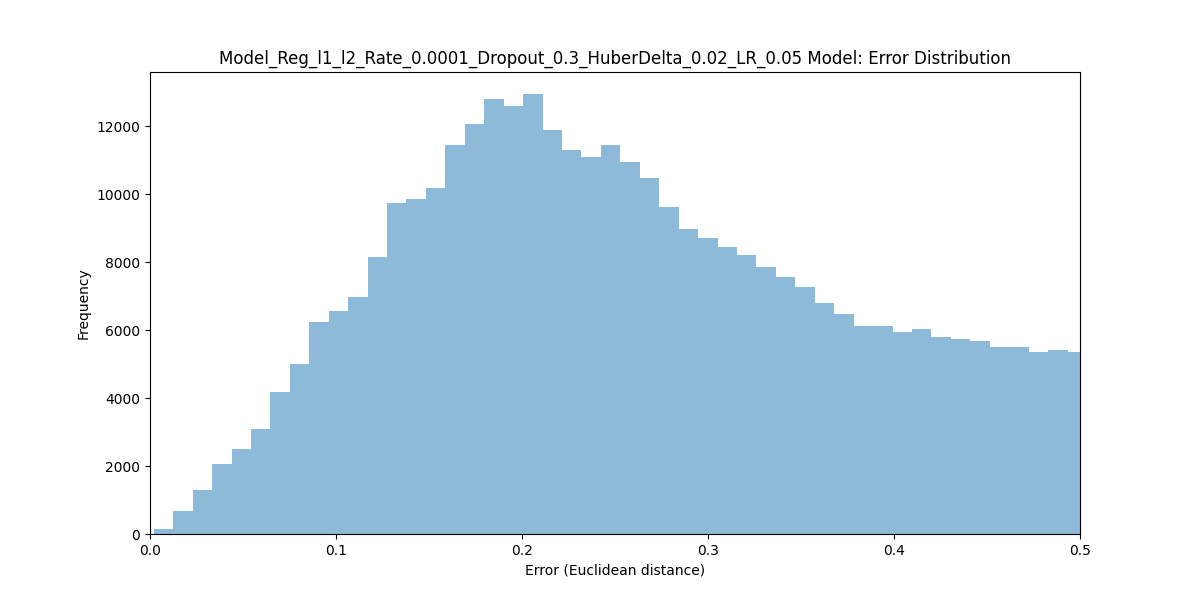 Model_Reg_l1_l2_Rate_0.0001_Dropout_0.3_HuberDelta_0.02_LR_0.05 Model: Error Distribution
Frequency
12000
10000
8000
6000
4000
2000
0
0.0 0.1 0.2 0.3 0.4 0.5
Error (Euclidean distance)